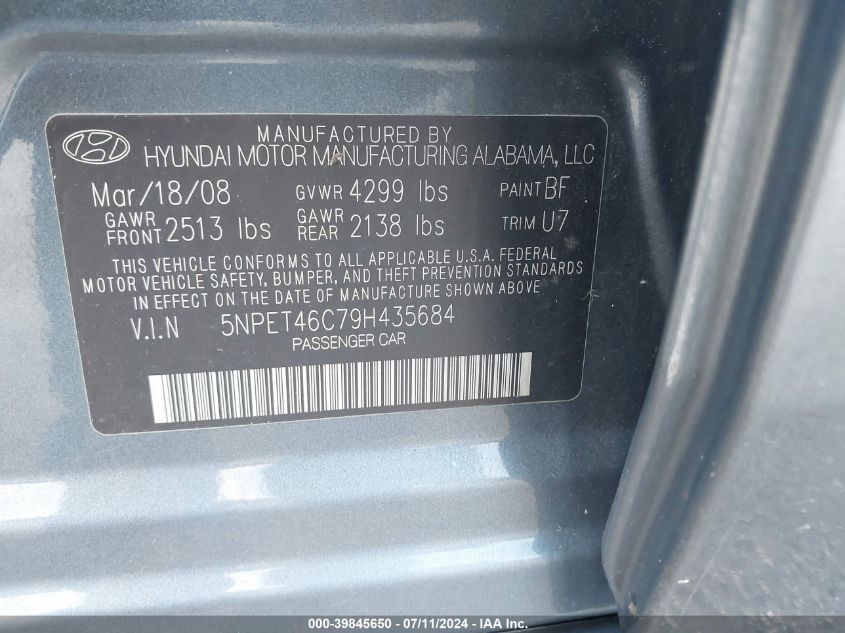 MANUFACTURED BY
HYUNDAI MOTOR MANUFACTURING ALABAMA, LLC
Mar/18/08 GVWR 4299 lbs PAINT BF
GAWR FRONT 2513 lbs GAWR REAR 2138 lbs TRIM U7
THIS VEHICLE CONFORMS TO ALL APPLICABLE U.S.A. FEDERAL
MOTOR VEHICLE SAFETY, BUMPER, AND THEFT PREVENTION STANDARDS
IN EFFECT ON THE DATE OF MANUFACTURE SHOWN ABOVE
V.I.N 5NPET46C79H435684
PASSENGER CAR
000-39845650 / 07/11/2024 - IAA Inc.